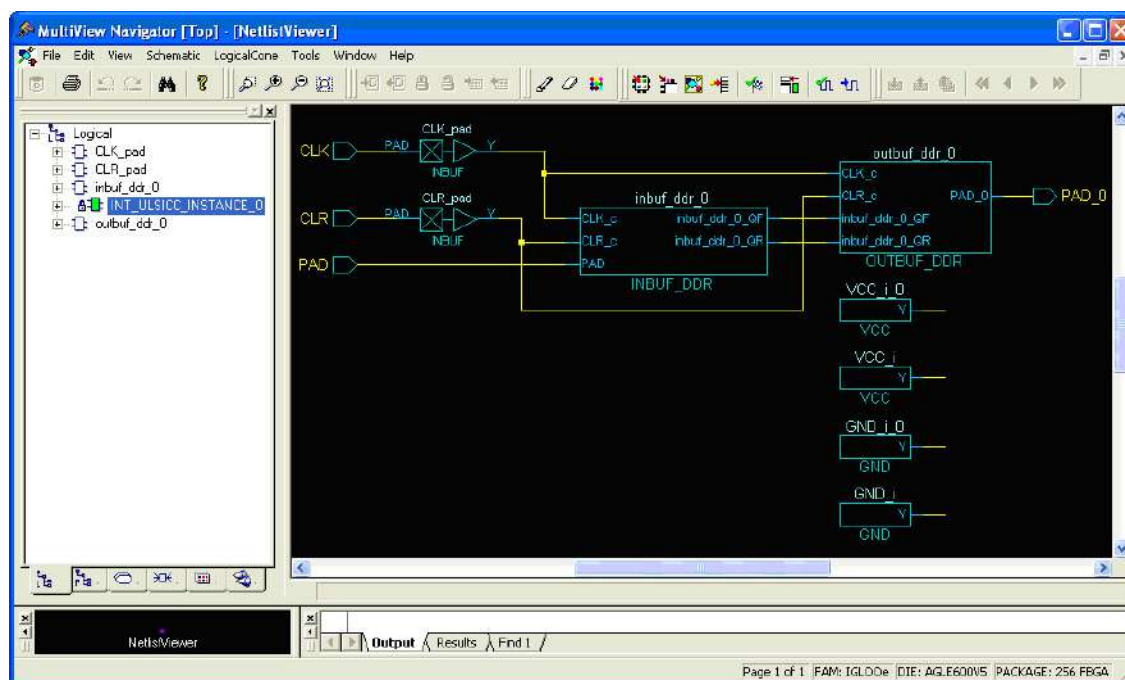 MultiView Navigator [Top] - [NetlistViewer]
File Edit View Schematic LogicalCone Tools Window Help
Logical
CLK_pad
CLR_pad
inbuf_ddr_0
INT_ULSICC_INSTANCE_0
outbuf_ddr_0
CLK
PAD
CLK_pad
Y
INBUF
CLR
PAD
CLR_pad
Y
INBUF
PAD
inbuf_ddr_0
CLK_c
inbuf_ddr_0_QF
CLR_c
inbuf_ddr_0_QR
PAD
INBUF_DDR
outbuf_ddr_0
CLK_c
CLR_c
PAD_0
PAD_0
inbuf_ddr_0_QF
inbuf_ddr_0_QR
OUTBUF_DDR
VCC_i_0
Y
VCC
VCC_i
Y
VCC
GND_i_0
Y
GND
GND_i
Y
GND
NetlistViewer
Output Results Find 1
Page 1 of 1 FAM: IGLOOe DIE: AGLE600V5 PACKAGE: 256 FBGA